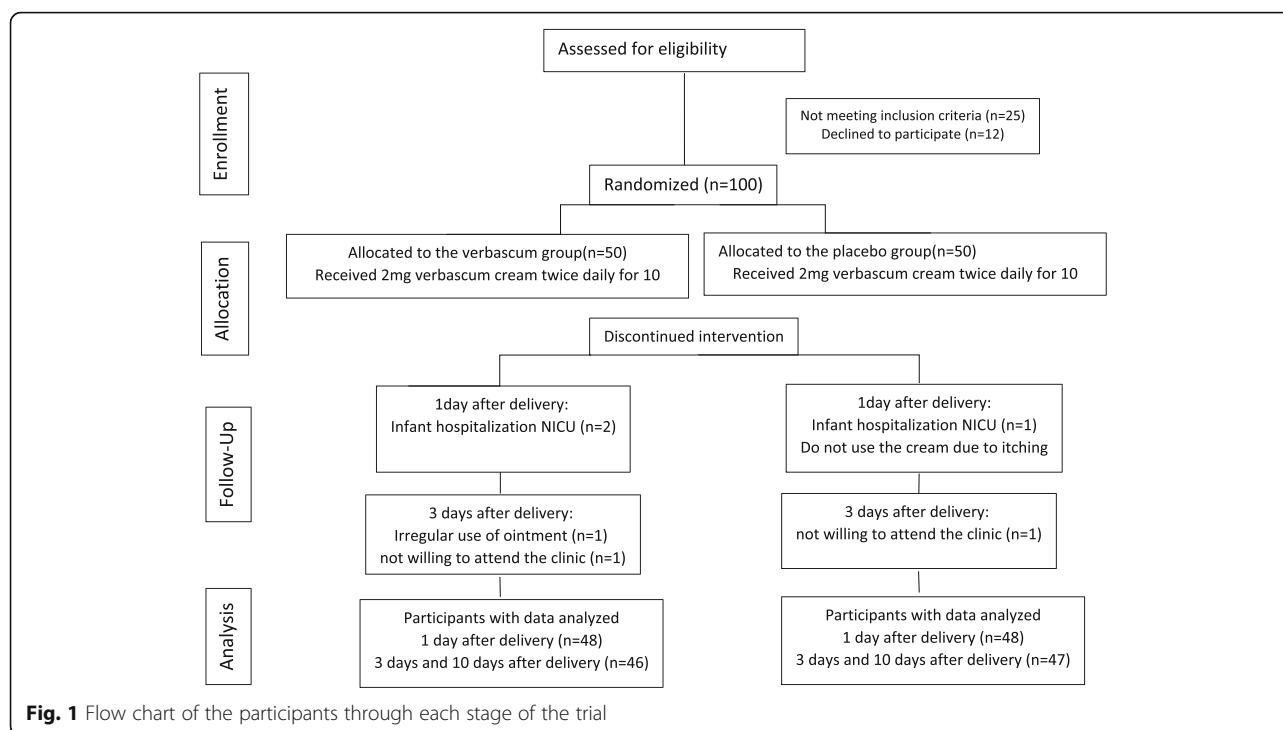 Assessed for eligibility
Enrollment
Not meeting inclusion criteria (n=25)
Declined to participate (n=12)
Randomized (n=100)
Allocation
Allocated to the verbascum group(n=50)
Received 2mg verbascum cream twice daily for 10
Allocated to the placebo group(n=50)
Received 2mg verbascum cream twice daily for 10
Discontinued intervention
Follow-Up
1day after delivery:
Infant hospitalization NICU (n=2)
1day after delivery:
Infant hospitalization NICU (n=1)
Do not use the cream due to itching
3 days after delivery:
Irregular use of ointment (n=1)
not willing to attend the clinic (n=1)
3 days after delivery:
not willing to attend the clinic (n=1)
Analysis
Participants with data analyzed
1 day after delivery (n=48)
3 days and 10 days after delivery (n=46)
Participants with data analyzed
1 day after delivery (n=48)
3 days and 10 days after delivery (n=47)
Fig. 1 Flow chart of the participants through each stage of the trial